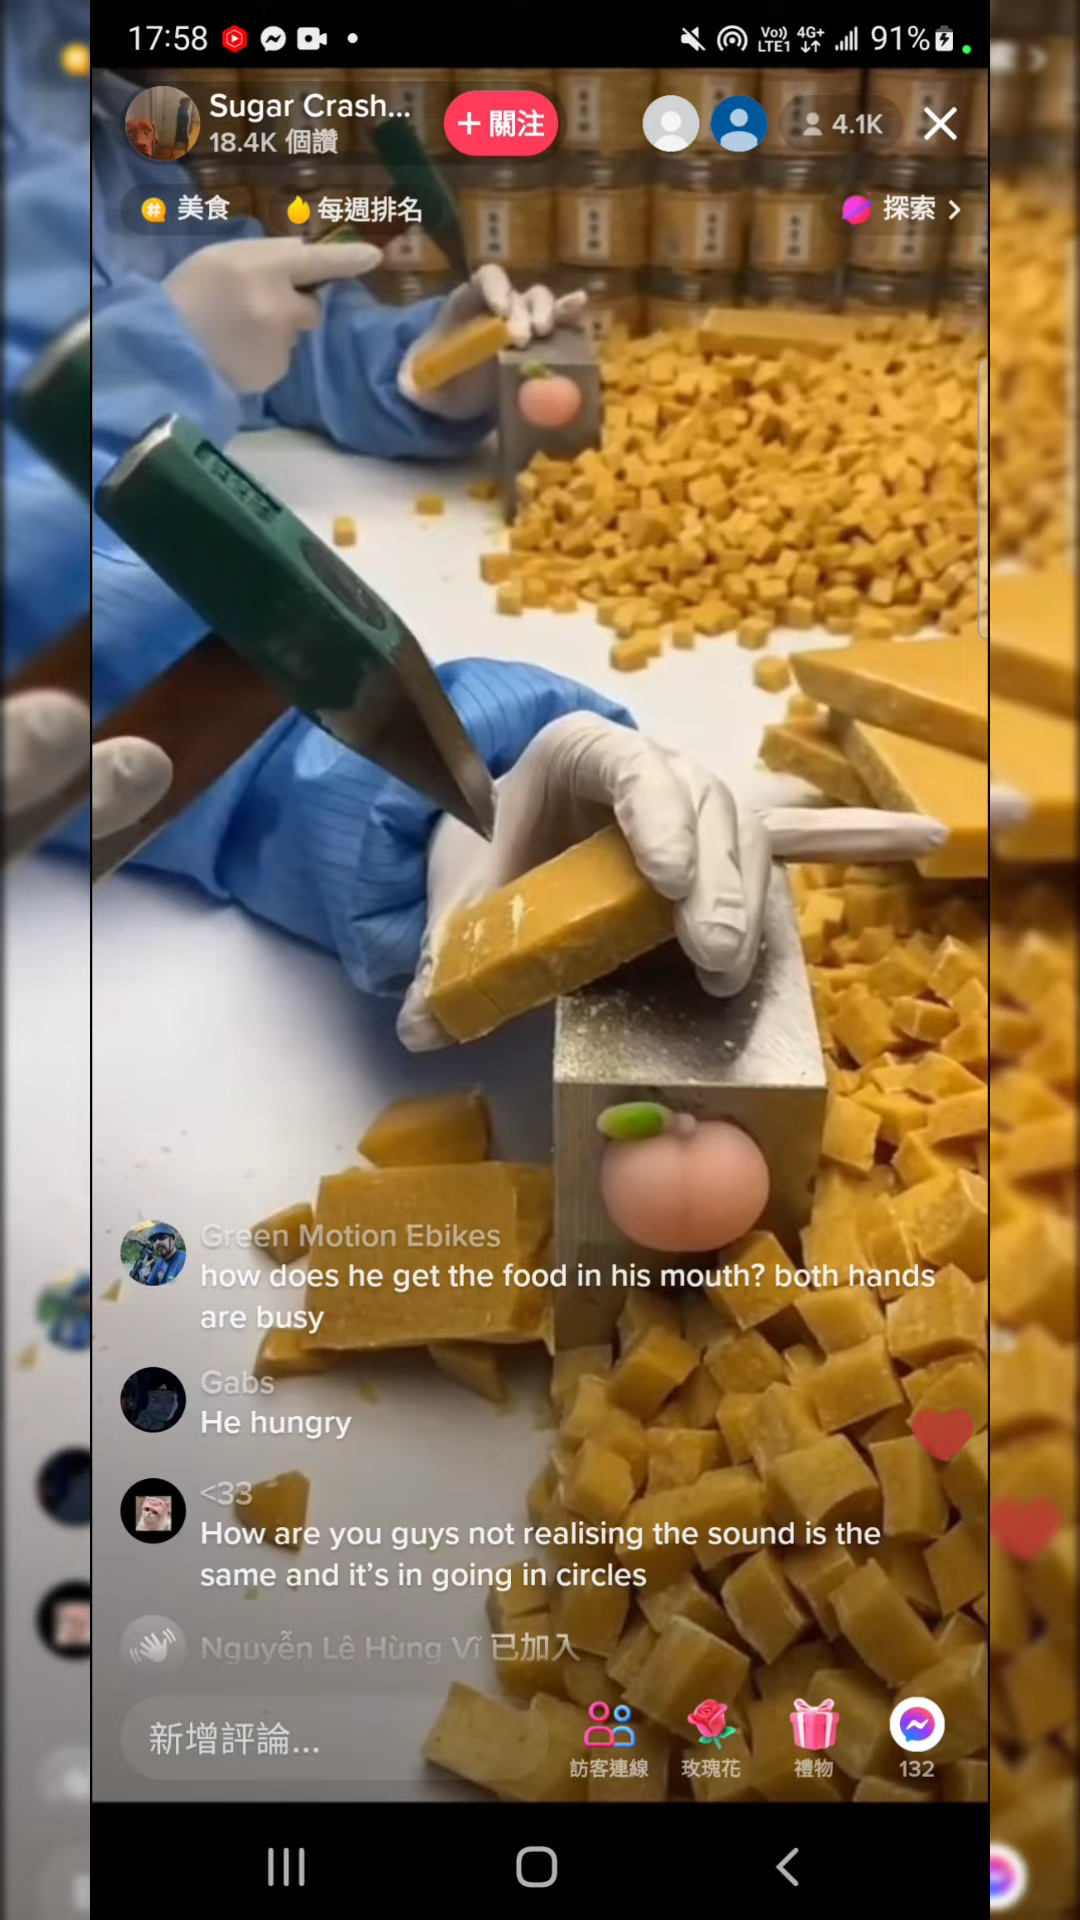 17:58
Vo))
LTE1
4G+
91%
Sugar Crash...
18.4K 個讚
+ 關注
4.1K
美食
每週排名
探索
Green Motion Ebikes
how does he get the food in his mouth? both hands
are busy
Gabs
He hungry
<33
How are you guys not realising the sound is the
same and it's in going in circles
Nguyễn Lê Hùng Vĩ 已加入
新增評論...
訪客連線
玫瑰花
禮物
132